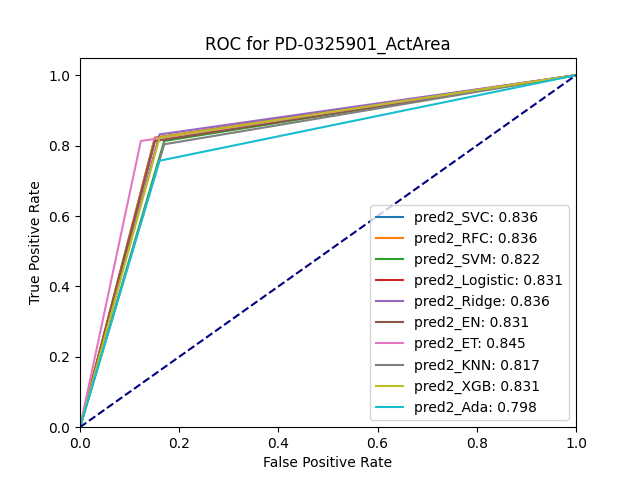 ROC for PD-0325901_ActArea
True Positive Rate
1.0
0.8
0.6
0.4
0.2
0.0
pred2_SVC: 0.836
pred2_RFC: 0.836
pred2_SVM: 0.822
pred2_Logistic: 0.831
pred2_Ridge: 0.836
pred2_EN: 0.831
pred2_ET: 0.845
pred2_KNN: 0.817
pred2_XGB: 0.831
pred2_Ada: 0.798
0.0 0.2 0.4 0.6 0.8 1.0
False Positive Rate